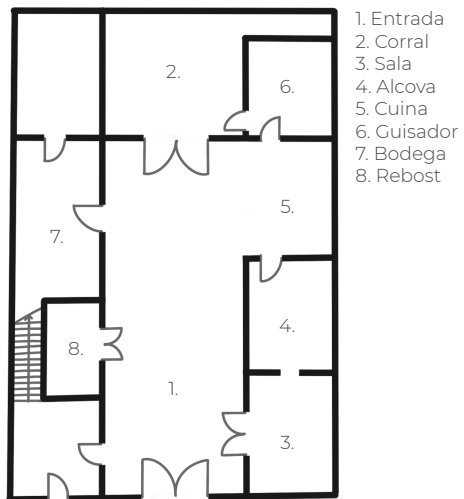 1. Entrada
2. Corral
3. Sala
4. Alcova
5. Cuina
6. Guisador
7. Bodega
8. Rebost
2.
6.
5.
7.
4.
8.
1.
3.